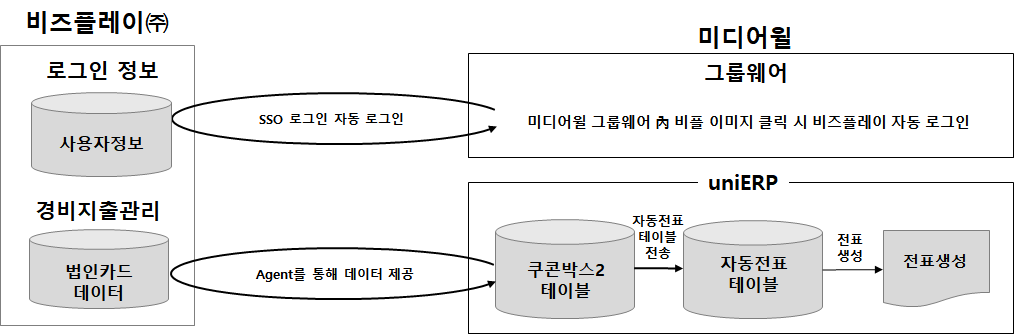 비즈플레이㈜
로그인 정보
사용자정보
경비지출관리
법인카드
데이터
SSO 로그인 자동 로그인
Agent를 통해 데이터 제공
미디어윌
그룹웨어
미디어윌 그룹웨어 內 비플 이미지 클릭 시 비즈플레이 자동 로그인
uniERP
쿠콘박스2
테이블
자동전표
테이블
전송
자동전표
테이블
전표
생성
전표생성